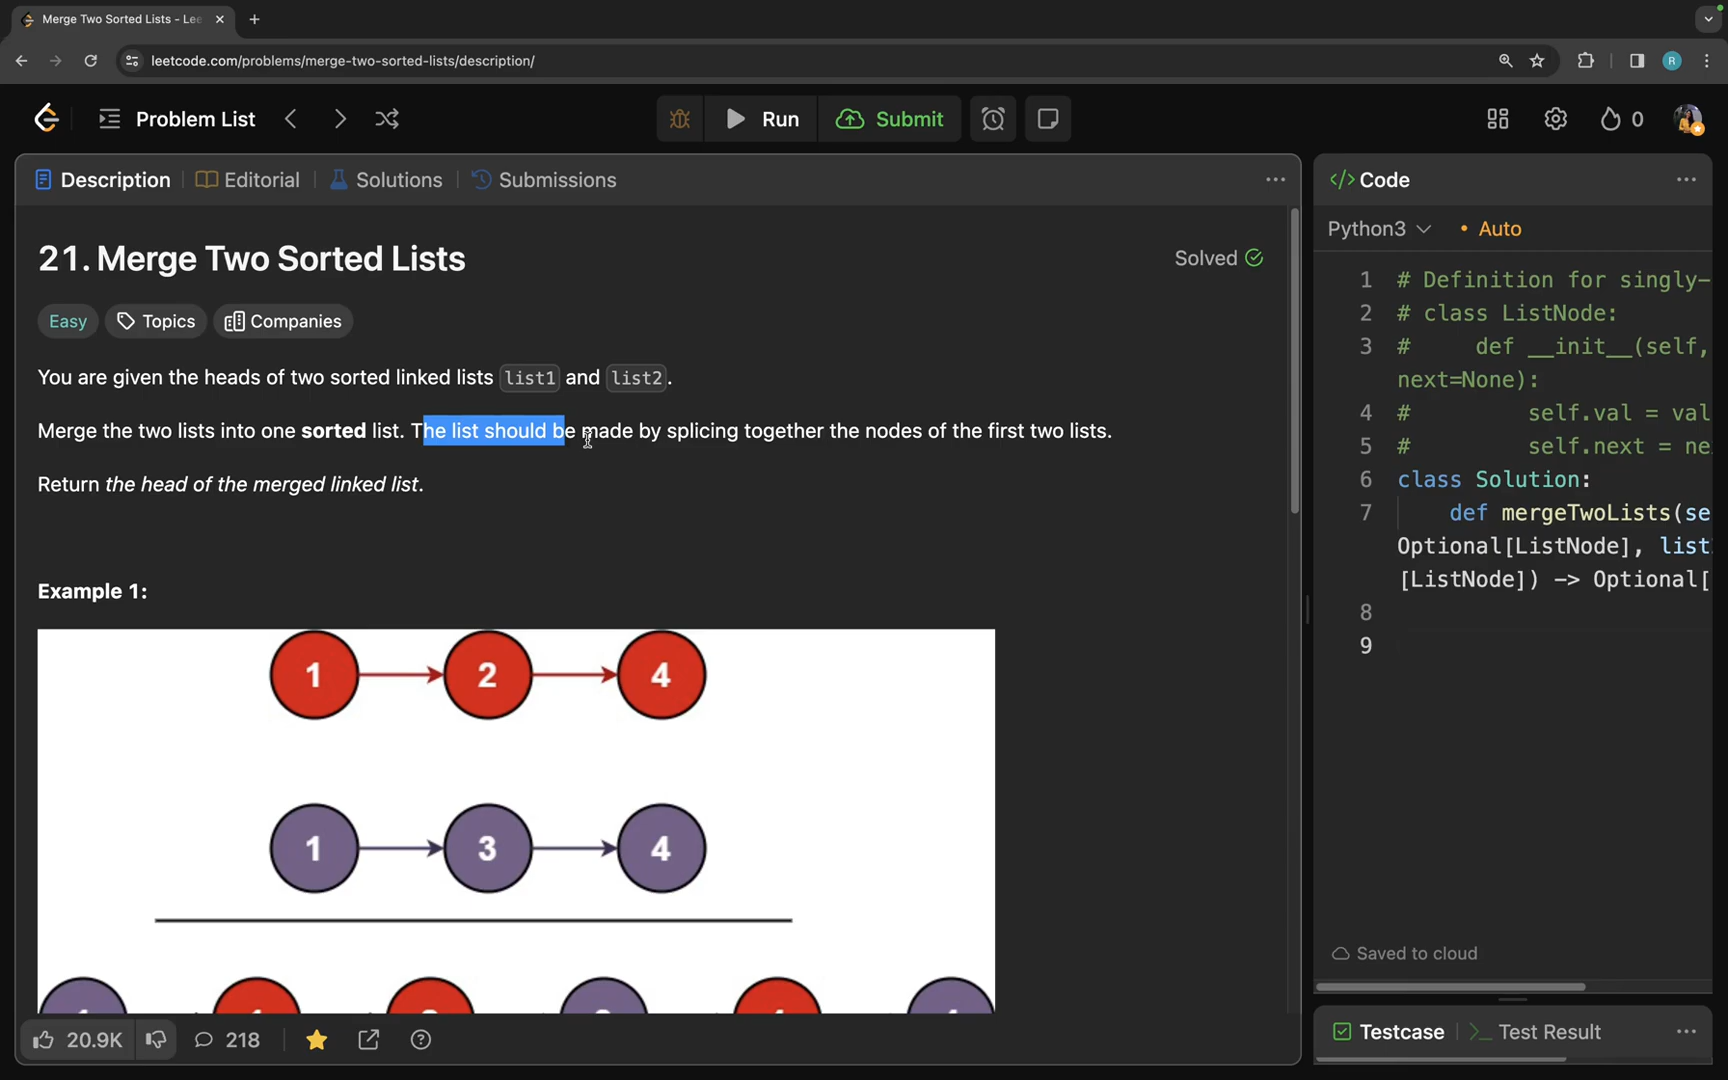 Merge Two Sorted Lists - Lee
leetcode.com/problems/merge-two-sorted-lists/description/
R
Problem List
Run
Submit
0
Description
Editorial
Solutions
Submissions
21. Merge Two Sorted Lists
Solved
Easy
Topics
Companies
You are given the heads of two sorted linked lists list1 and list2.
Merge the two lists into one sorted list. The list should be made by splicing together the nodes of the first two lists.
Return the head of the merged linked list.
Example 1:
1 2 4
1 3 4
20.9K
218
</> Code
Python3
Auto
1 # Definition for singly-
2 # class ListNode:
3 # def __init__(self,
next=None):
4 # self.val = val
5 # self.next = ne
6 class Solution:
7 def mergeTwoLists(se
Optional[ListNode], list
[ListNode]) -> Optional[
8
9
Saved to cloud
Testcase
>_ Test Result